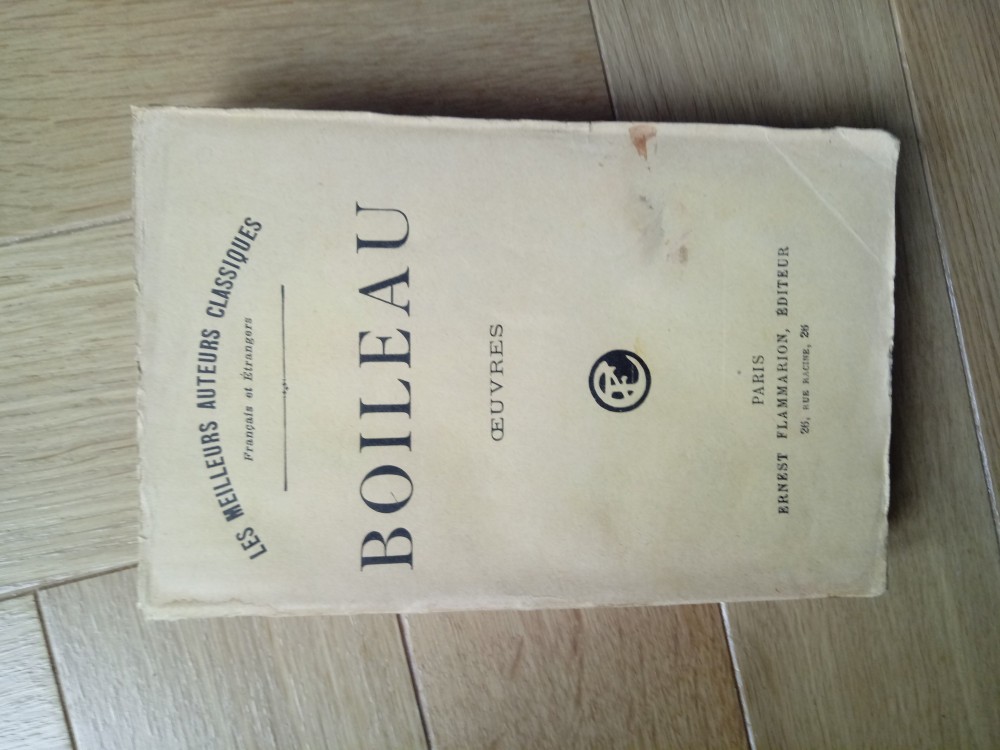 LES MEILLEURS AUTEURS CLASSIQUES
Français et Étrangers
BOILEAU
ŒUVRES
PARIS
ERNEST FLAMMARION, ÉDITEUR
26, RUE RACINE, 26